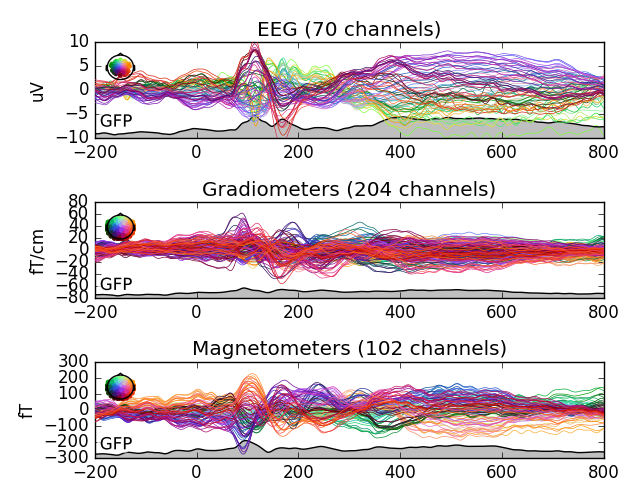 EEG (70 channels)
10
5
0
−5
−10
uV
GFP
−200 0 200 400 600 800
Gradiometers (204 channels)
80
60
40
20
0
−20
−40
−60
−80
fT/cm
GFP
−200 0 200 400 600 800
Magnetometers (102 channels)
300
200
100
0
−100
−200
−300
fT
GFP
−200 0 200 400 600 800